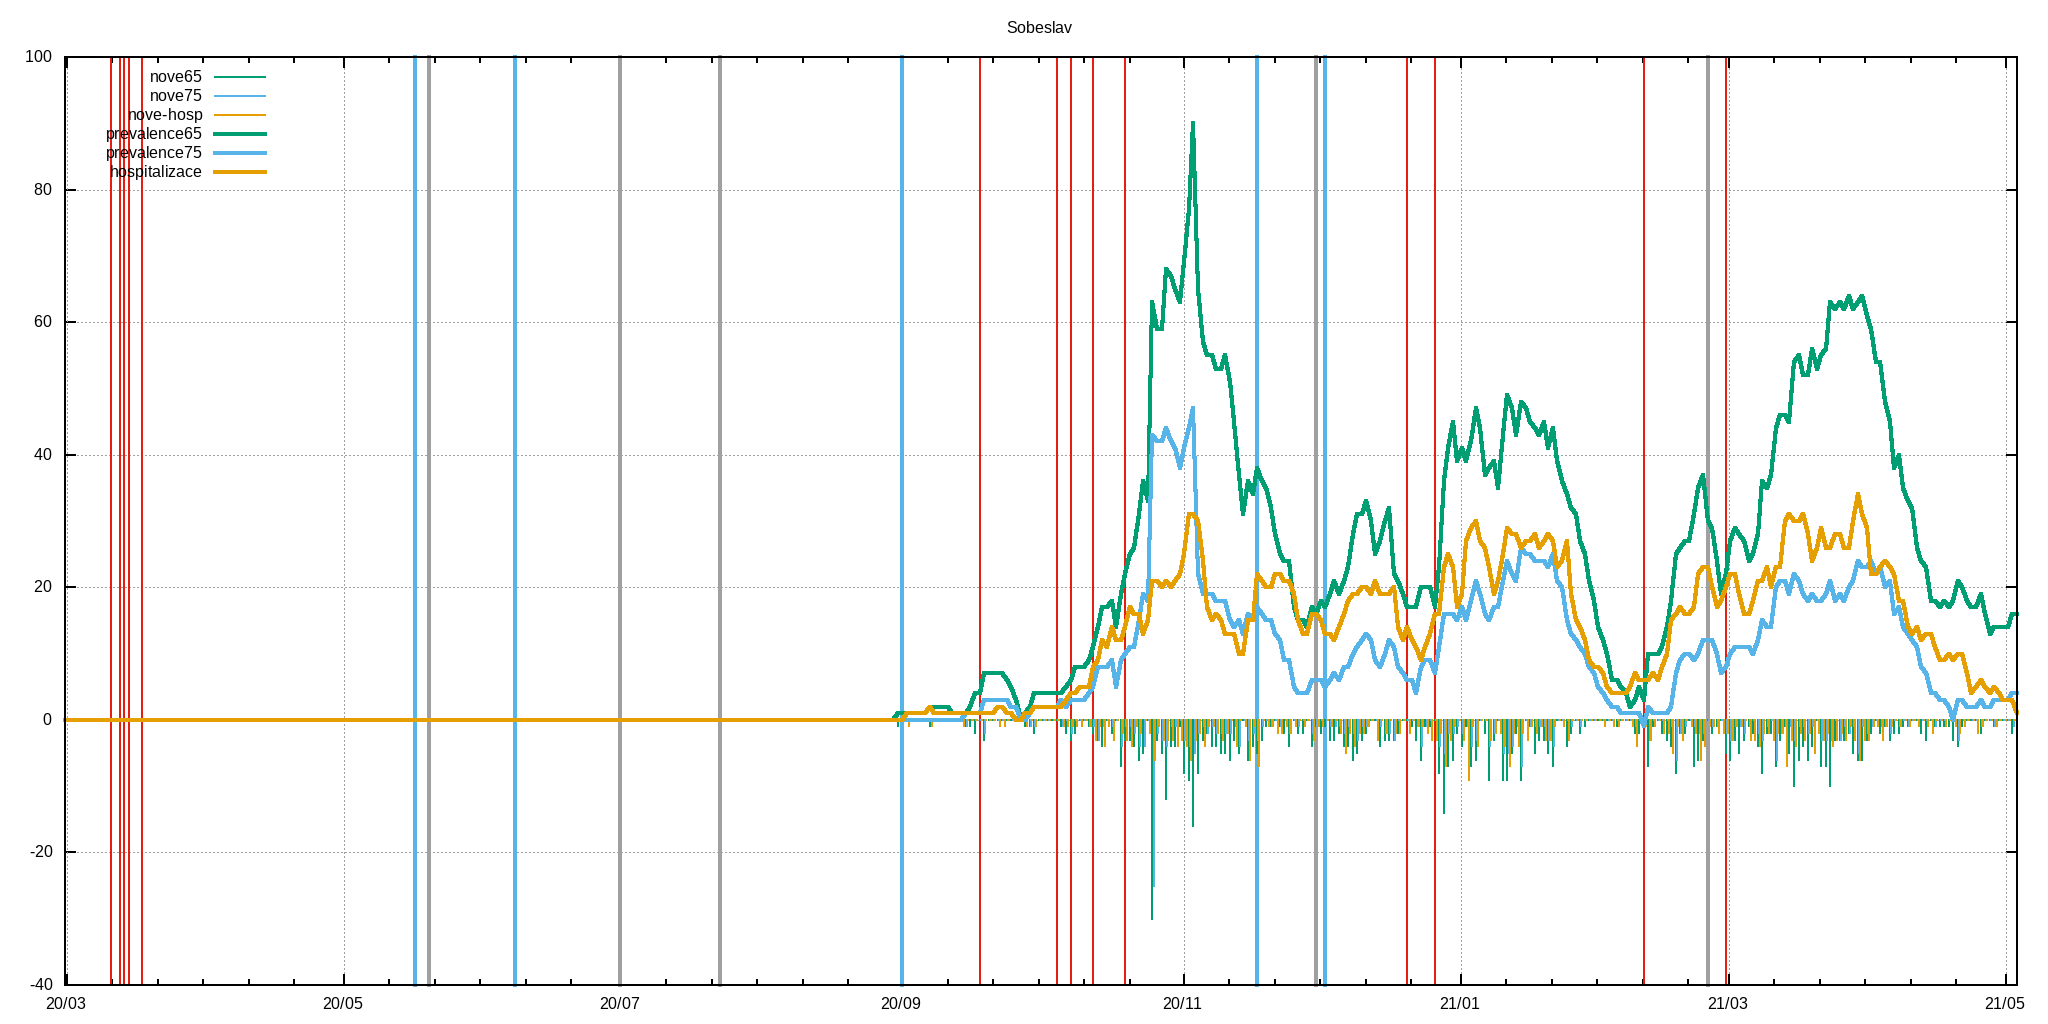 Sobeslav
100
80
60
40
20
0
-20
-40
nove65
nove75
nove-hosp
prevalence65
prevalence75
hospitalizace
20/03 20/05 20/07 20/09 20/11 21/01 21/03 21/05